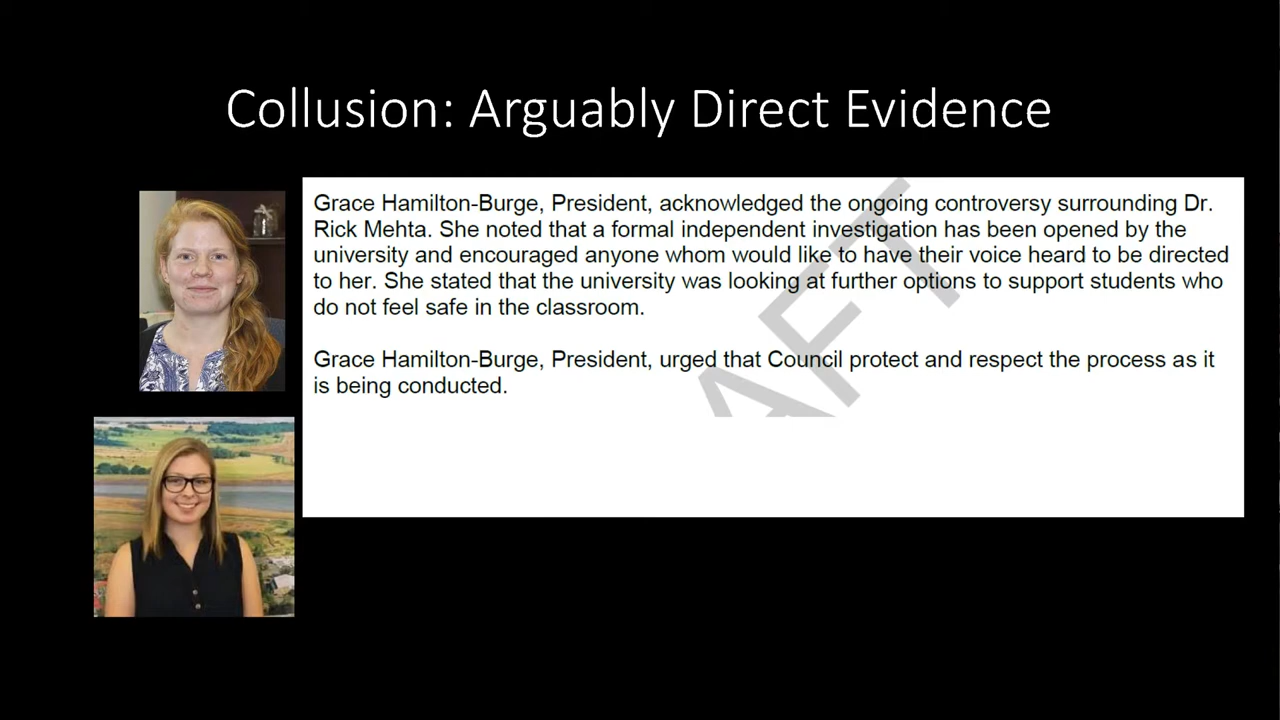 Collusion: Arguably Direct Evidence
Grace Hamilton-Burge, President, acknowledged the ongoing controversy surrounding Dr.
Rick Mehta. She noted that a formal independent investigation has been opened by the
university and encouraged anyone whom would like to have their voice heard to be directed
to her. She stated that the university was looking at further options to support students who
do not feel safe in the classroom.
Grace Hamilton-Burge, President, urged that Council protect and respect the process as it
is being conducted.
AFT